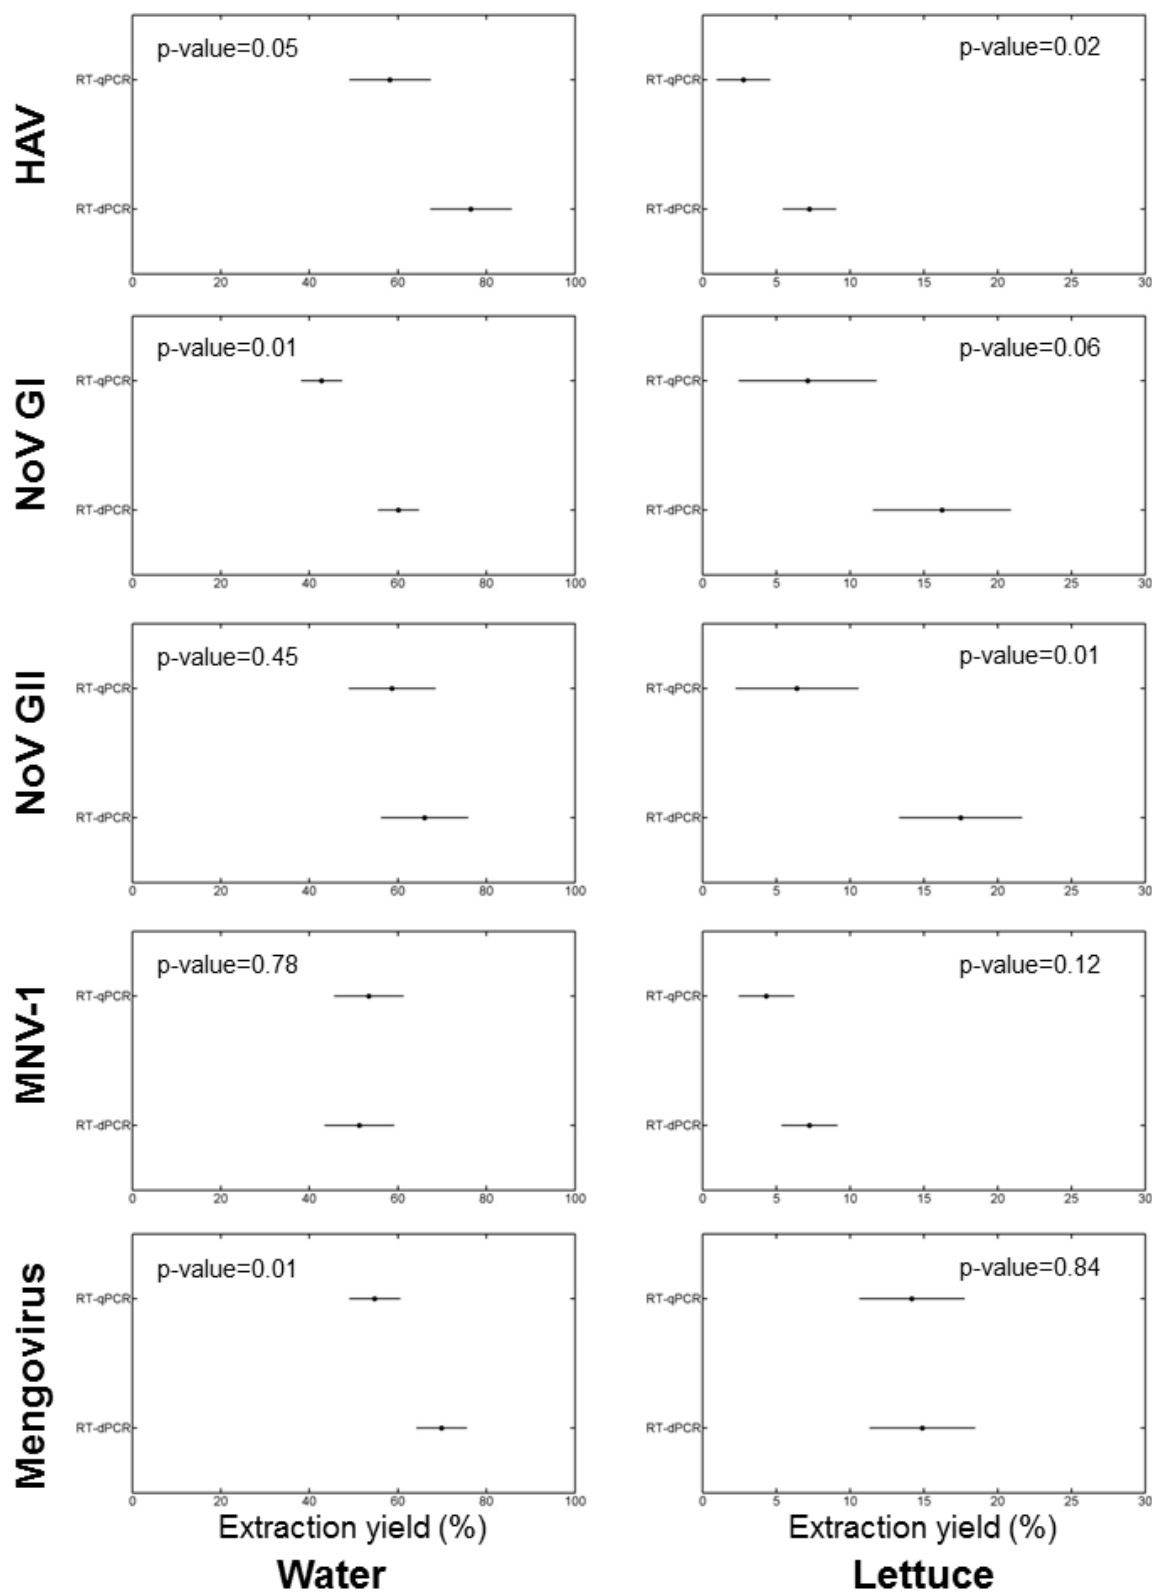 HAV
p-value=0.05
RT-qPCR
RT-dPCR
0 20 40 60 80 100
p-value=0.02
RT-qPCR
RT-dPCR
0 5 10 15 20 25 30
NoV GI
p-value=0.01
RT-qPCR
RT-dPCR
0 20 40 60 80 100
p-value=0.06
RT-qPCR
RT-dPCR
0 5 10 15 20 25 30
NoV GII
p-value=0.45
RT-qPCR
RT-dPCR
0 20 40 60 80 100
p-value=0.01
RT-qPCR
RT-dPCR
0 5 10 15 20 25 30
MNV-1
p-value=0.78
RT-qPCR
RT-dPCR
0 20 40 60 80 100
p-value=0.12
RT-qPCR
RT-dPCR
0 5 10 15 20 25 30
Mengovirus
p-value=0.01
RT-qPCR
RT-dPCR
0 20 40 60 80 100
Extraction yield (%)
Water
p-value=0.84
RT-qPCR
RT-dPCR
0 5 10 15 20 25 30
Extraction yield (%)
Lettuce